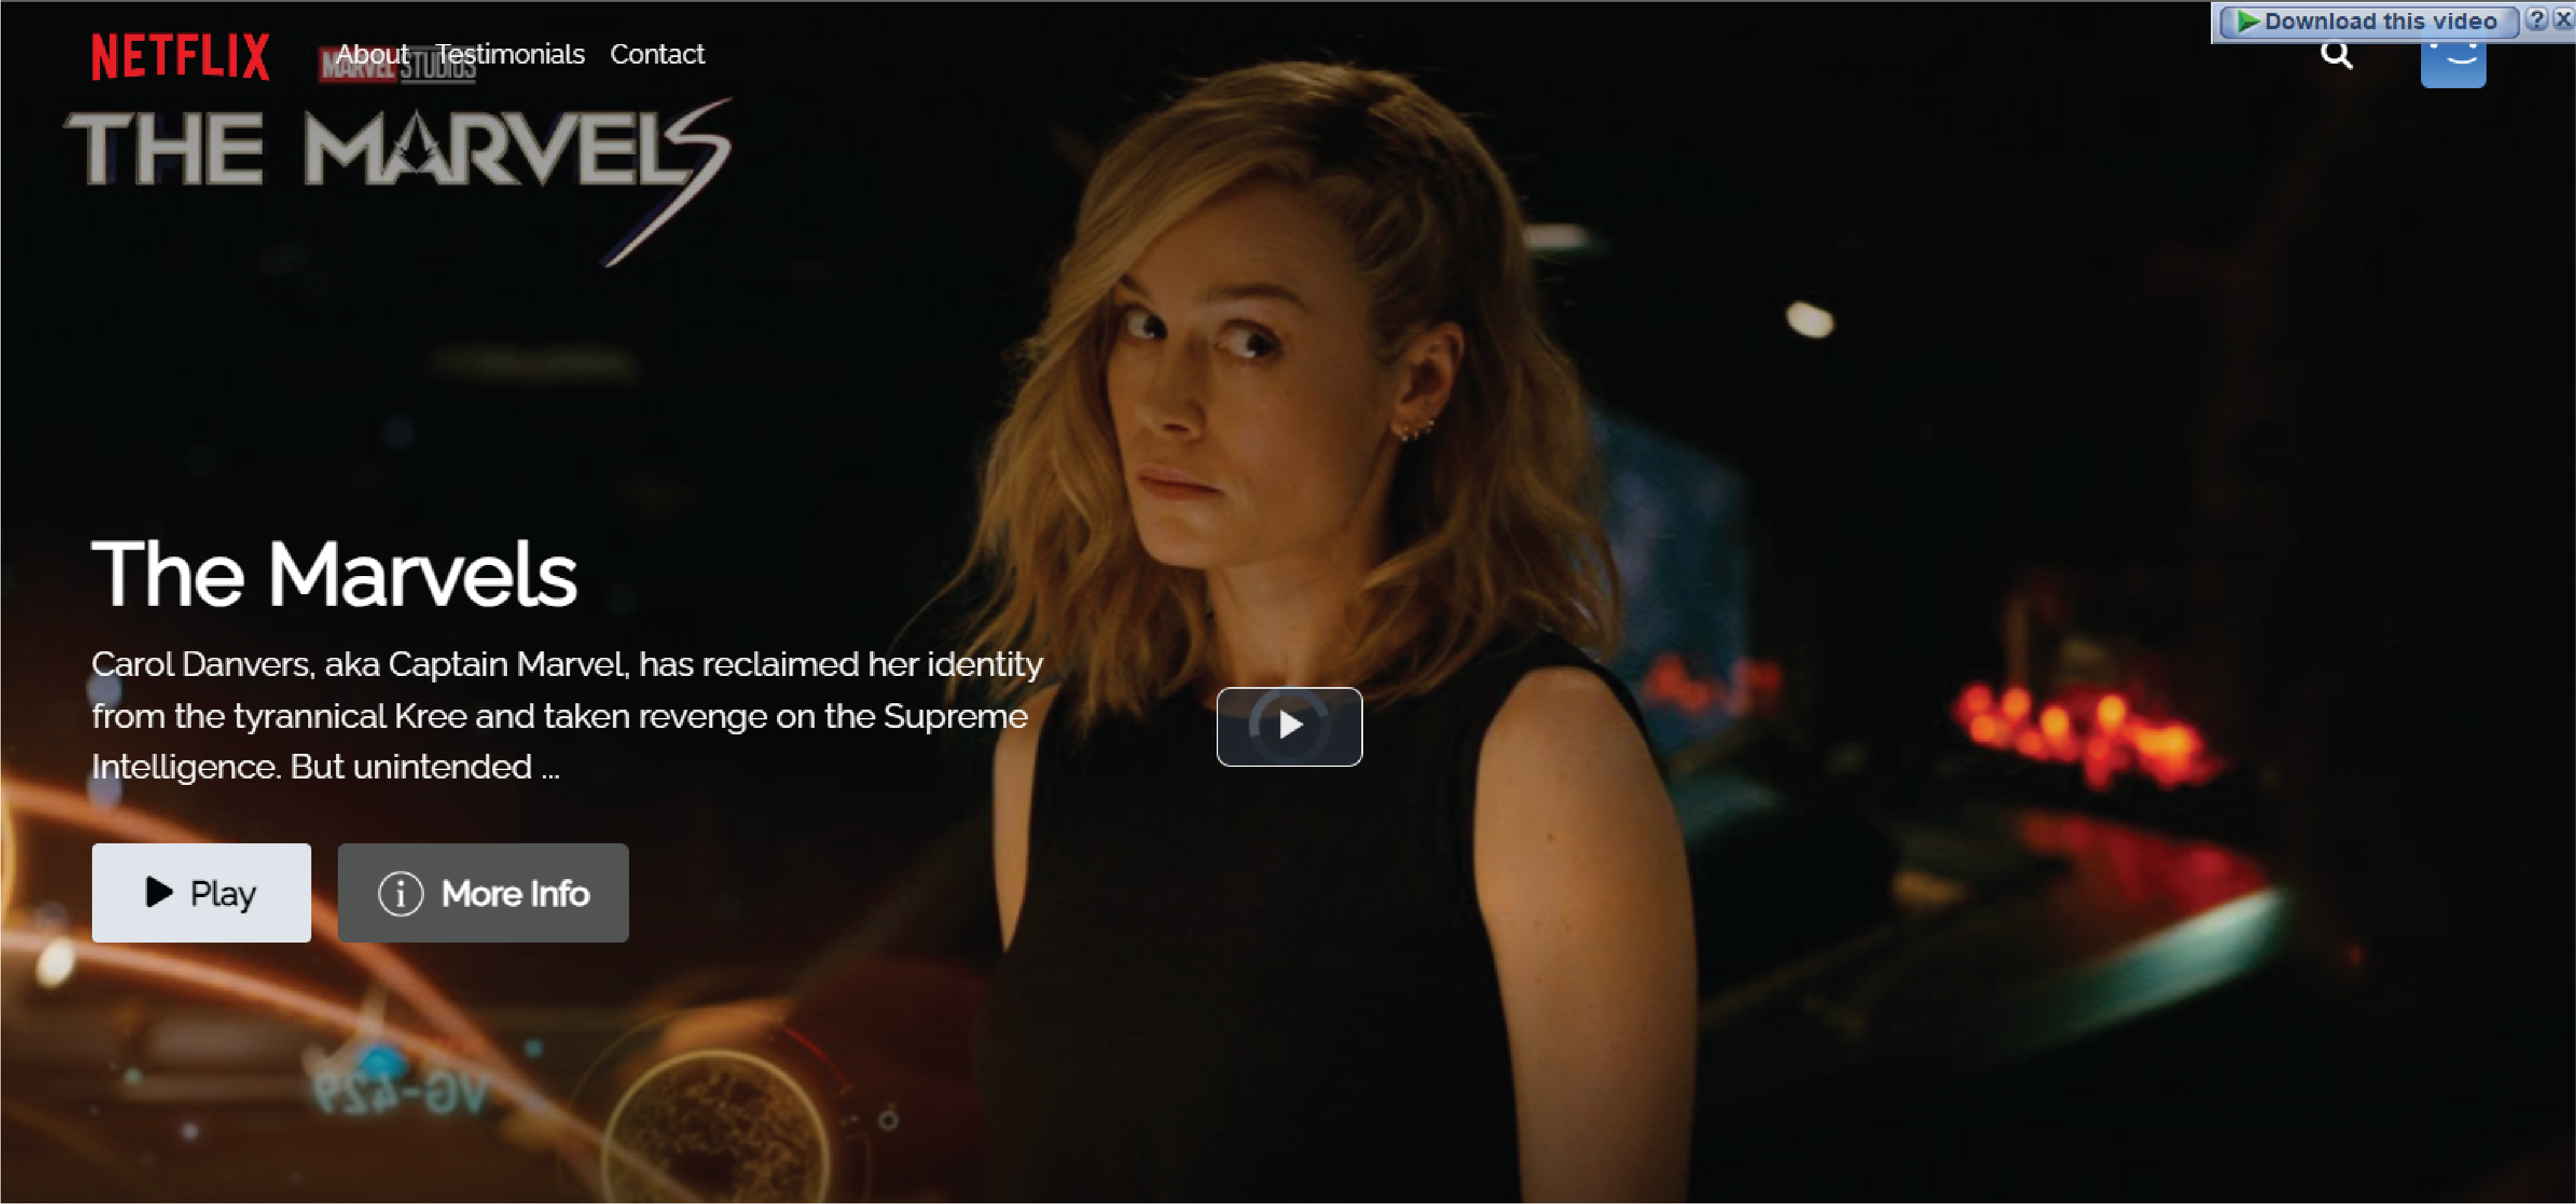 Download this video ? X
NETFLIX About Testimonials Contact
MARVEL STUDIOS
THE MARVELS
The Marvels
Carol Danvers, aka Captain Marvel, has reclaimed her identity
from the tyrannical Kree and taken revenge on the Supreme
Intelligence. But unintended ...
Play More Info
VG-429